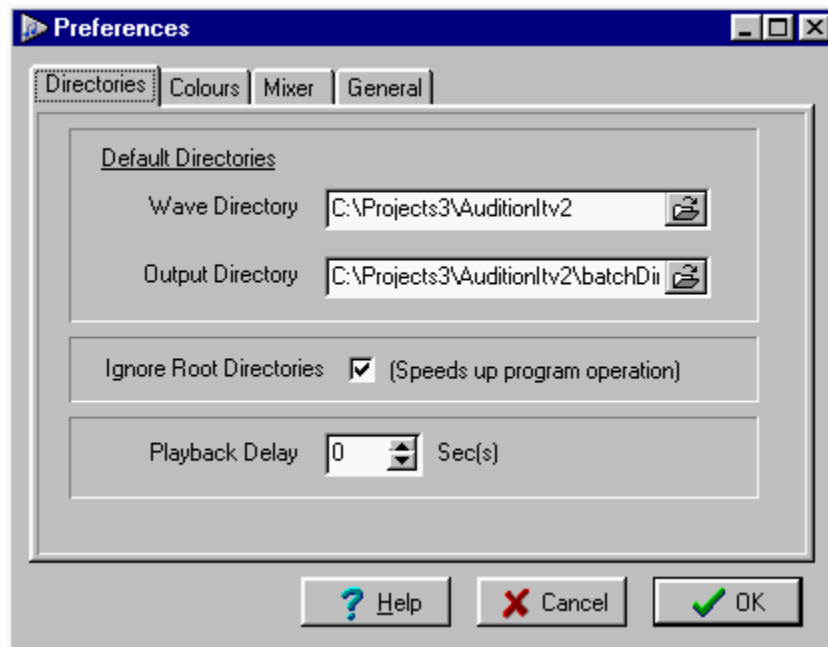 Preferences
Directories Colours Mixer General
Default Directories
Wave Directory C:\Projects3\AuditionItv2
Output Directory C:\Projects3\AuditionItv2\batchDir
Ignore Root Directories (Speeds up program operation)
Playback Delay 0 Sec(s)
Help Cancel OK